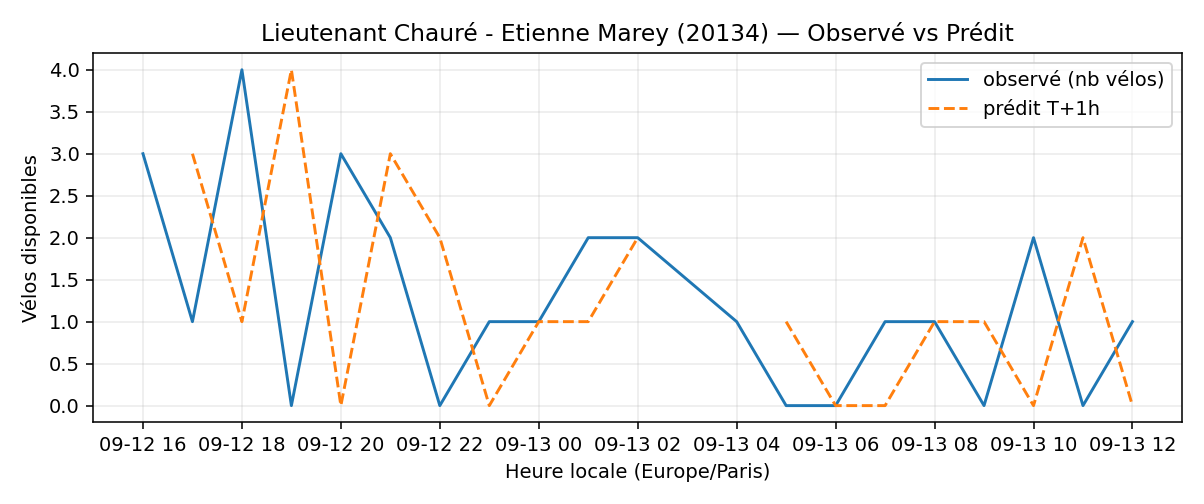 Lieutenant Chauré - Etienne Marey (20134) — Observé vs Prédit
observé (nb vélos)
prédit T+1h
Vélos disponibles
4.0
3.5
3.0
2.5
2.0
1.5
1.0
0.5
0.0
09-12 16 09-12 18 09-12 20 09-12 22 09-13 00 09-13 02 09-13 04 09-13 06 09-13 08 09-13 10 09-13 12
Heure locale (Europe/Paris)